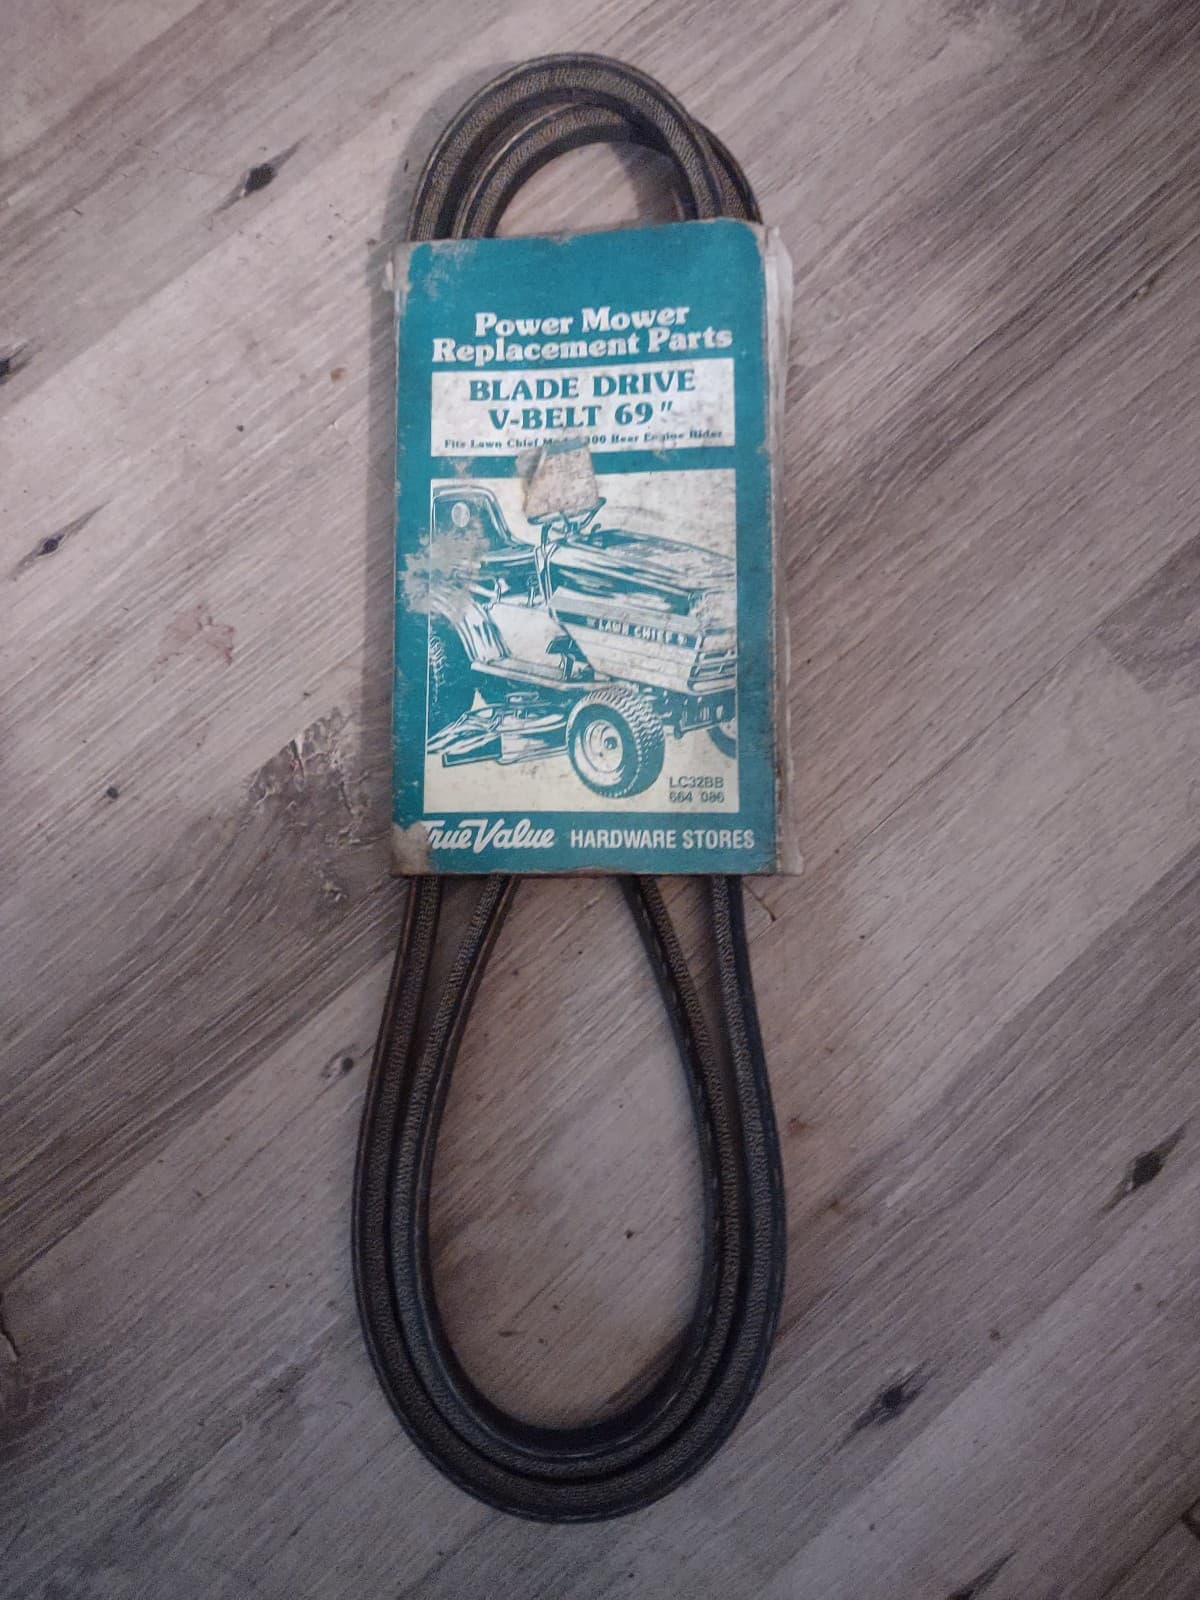 Power Mower
Replacement Parts
BLADE DRIVE
V-BELT 69"
Fits Lawn Chief Rear Engine Rider
LAWN CHIEF
LC32BB
664 086
True Value HARDWARE STORES